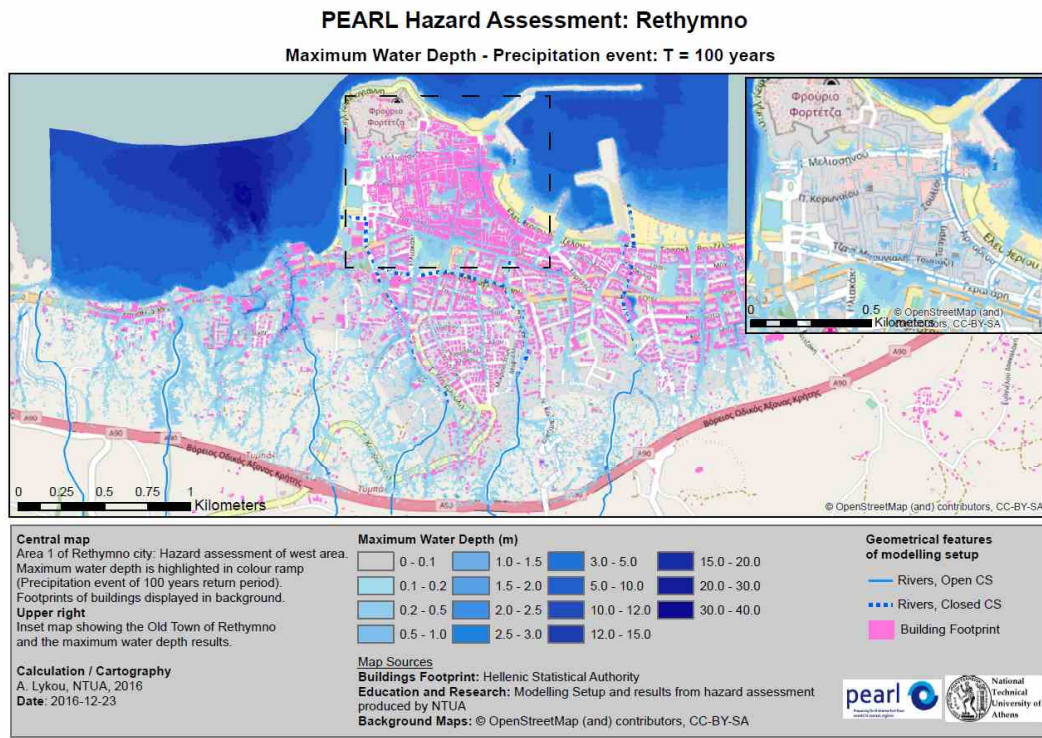 PEARL Hazard Assessment: Rethymno
Maximum Water Depth - Precipitation event: T = 100 years
Φρούριο
Φορτέτζα
Φρούριο
Φορτέτζα
Μελισσηνού
Π. Κορωναίου
A90
A90
A90
A90
A90
A90
Βόρειος Οδικός Άξονας Κρήτης
Βόρειος Οδικός Άξονας Κρήτης
0 0.25 0.5 0.75 1
Kilometers
0 0.5
Kilometers
© OpenStreetMap (and)
contributors, CC-BY-SA
© OpenStreetMap (and) contributors, CC-BY-SA
Central map
Area 1 of Rethymno city: Hazard assessment of west area.
Maximum water depth is highlighted in colour ramp
(Precipitation event of 100 years return period).
Footprints of buildings displayed in background.
Upper right
Inset map showing the Old Town of Rethymno
and the maximum water depth results.
Calculation / Cartography
A. Lykou, NTUA, 2016
Date: 2016-12-23
Maximum Water Depth (m)
0 - 0.1
0.1 - 0.2
0.2 - 0.5
0.5 - 1.0
1.0 - 1.5
1.5 - 2.0
2.0 - 2.5
2.5 - 3.0
3.0 - 5.0
5.0 - 10.0
10.0 - 12.0
12.0 - 15.0
15.0 - 20.0
20.0 - 30.0
30.0 - 40.0
Map Sources
Buildings Footprint: Hellenic Statistical Authority
Education and Research: Modelling Setup and results from hazard assessment
produced by NTUA
Background Maps: © OpenStreetMap (and) contributors, CC-BY-SA
Geometrical features
of modelling setup
Rivers, Open CS
Rivers, Closed CS
Building Footprint
pearl
National
Technical
University of
Athens